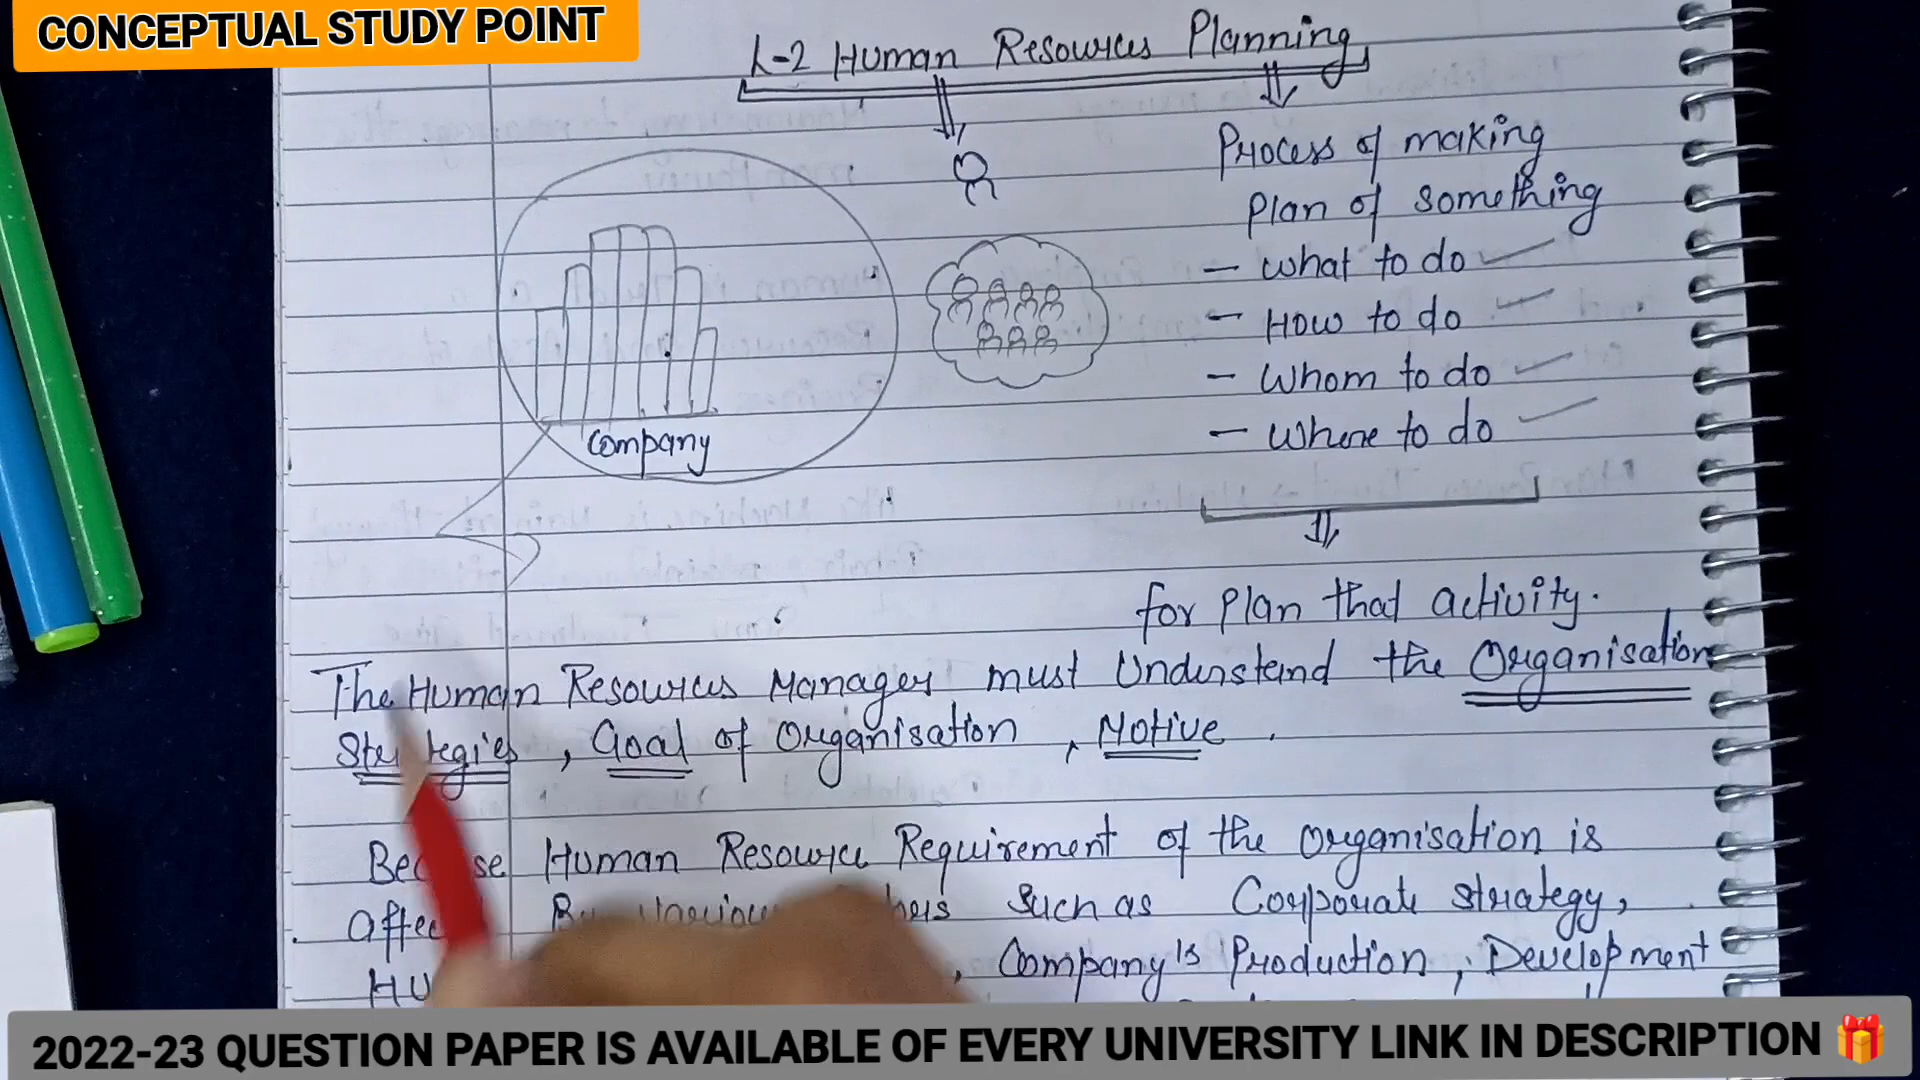 CONCEPTUAL STUDY POINT
L-2 Human Resources Planning
Process of making
Plan of something
- What to do
- How to do
- Whom to do
- Where to do
Company
for plan that activity.
The Human Resources Manager must Understand the Organisation
Strategies, Goal of Organisation, Motive.
Human Resource Requirement of the Organisation is
By such as Corporate Strategy,
, Company's Production, Development
2022-23 QUESTION PAPER IS AVAILABLE OF EVERY UNIVERSITY LINK IN DESCRIPTION